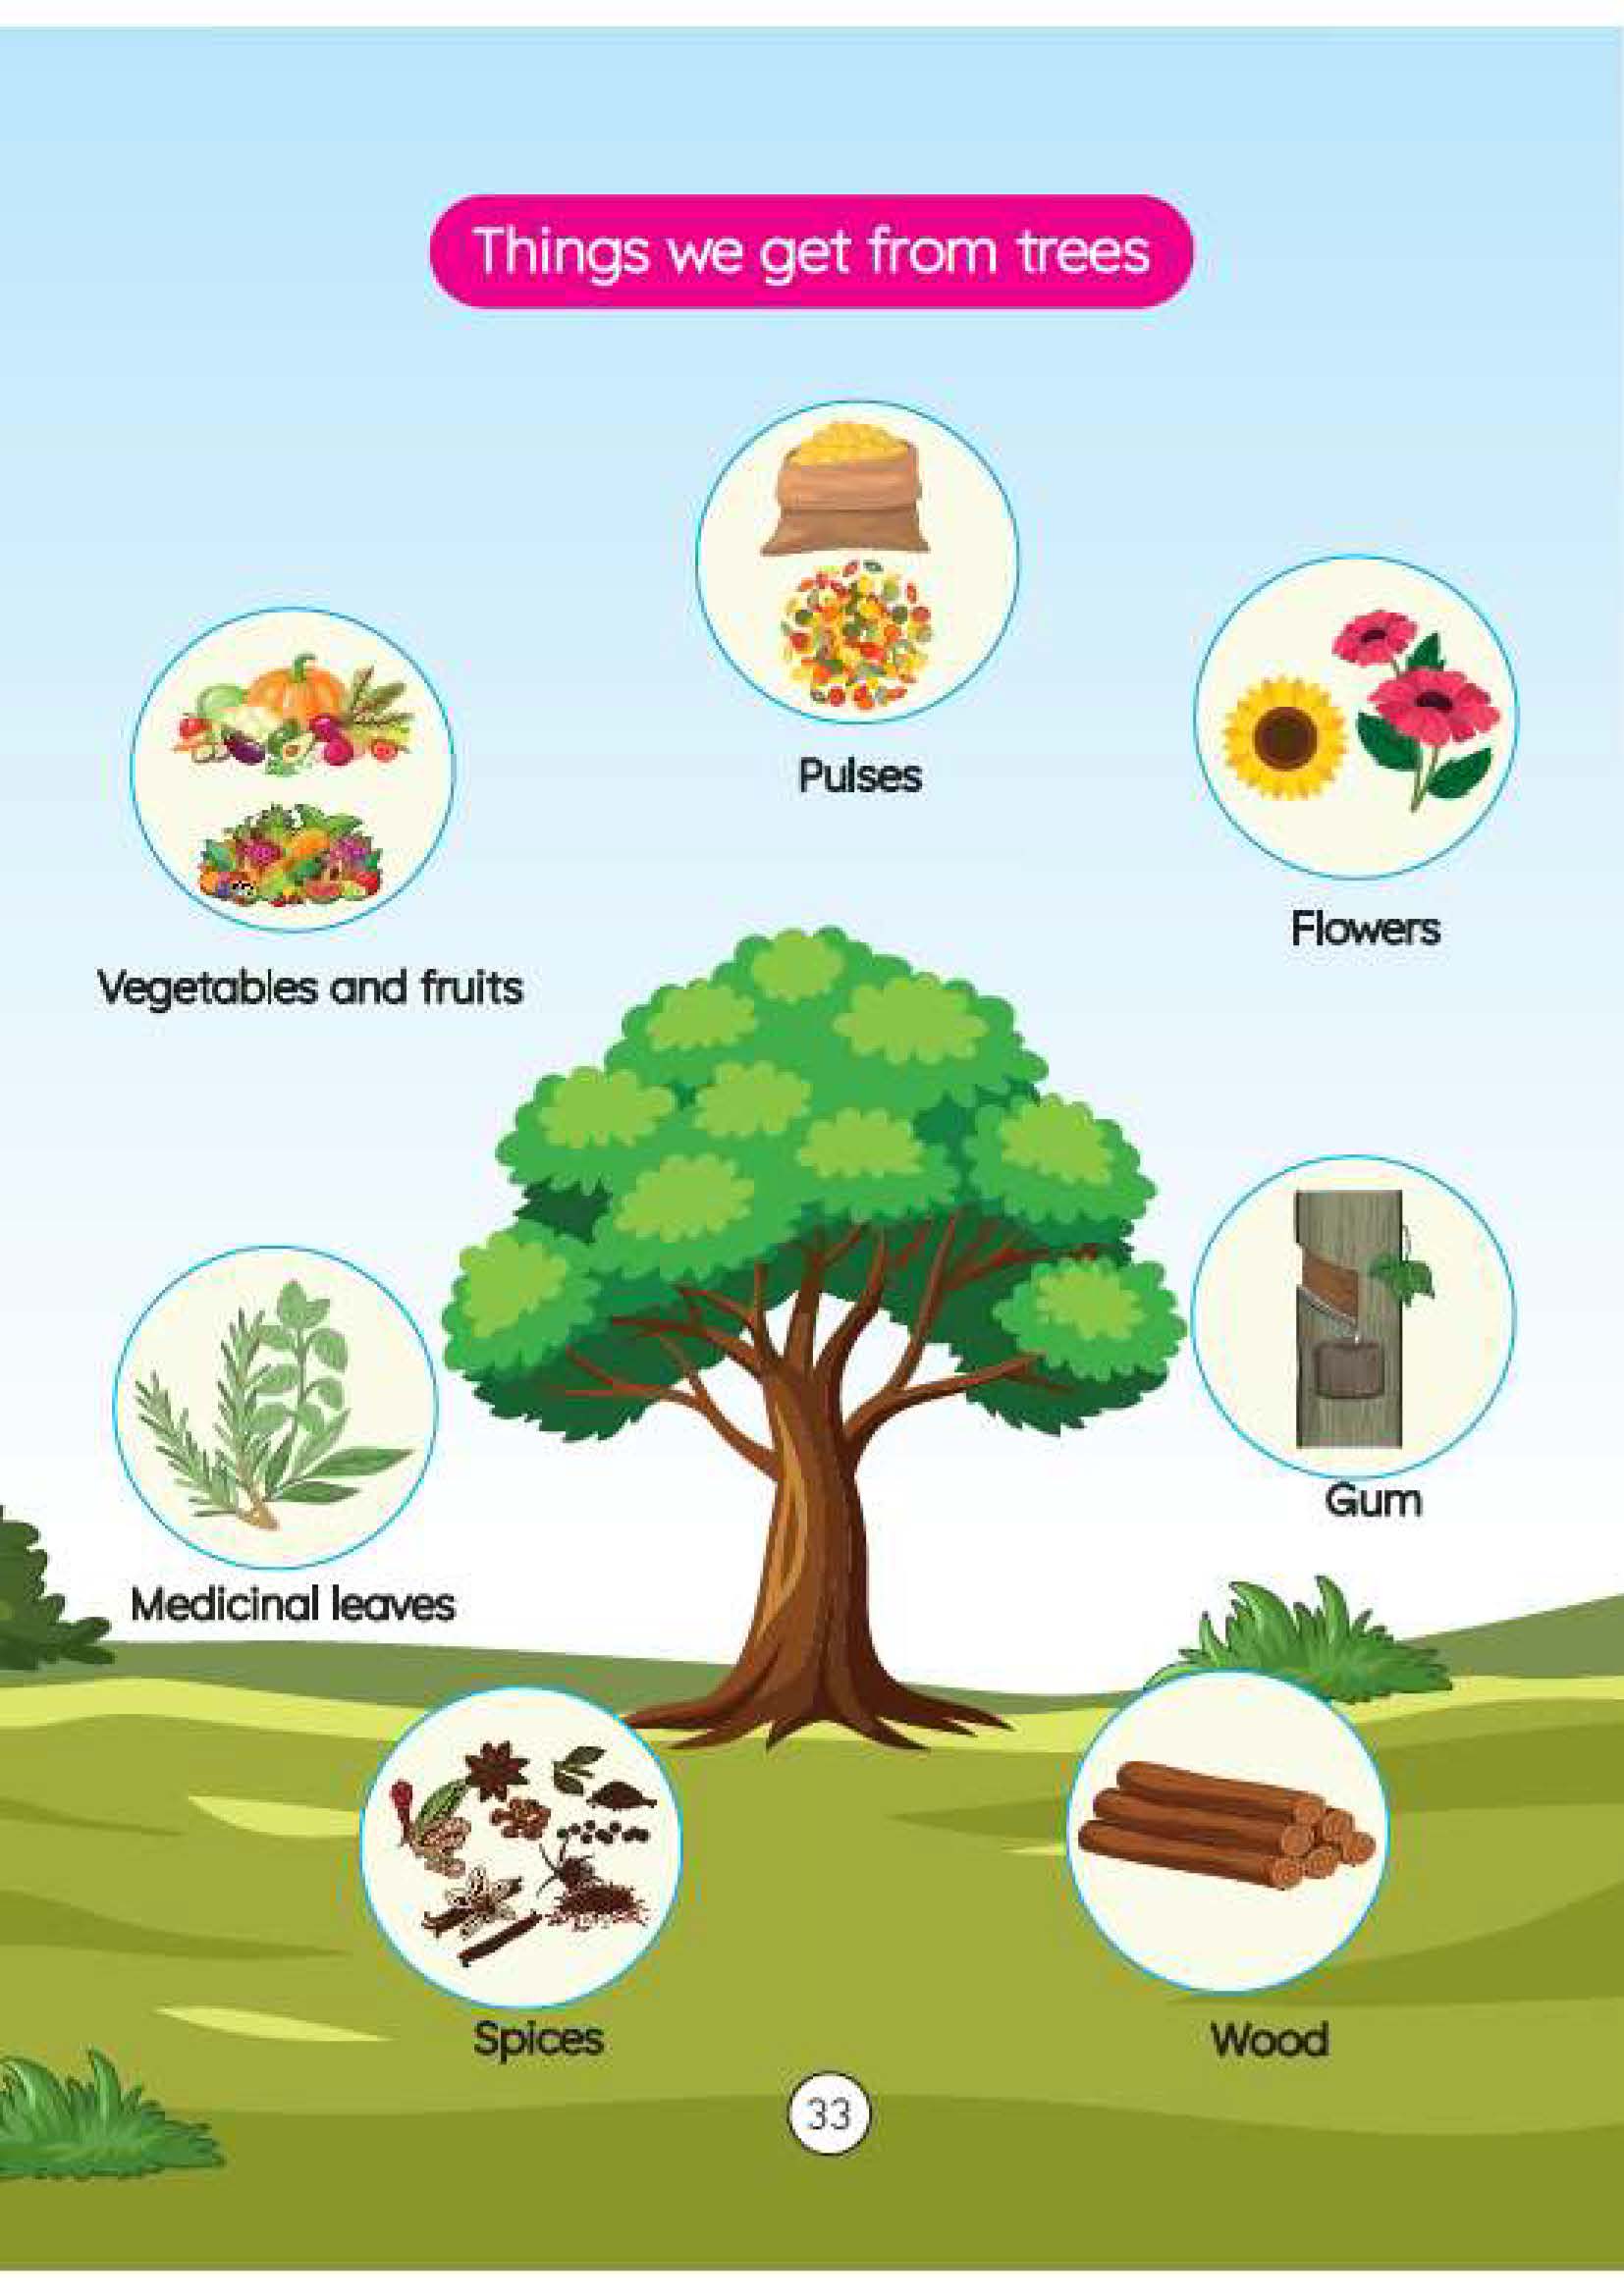 Things we get from trees
Pulses
Flowers
Vegetables and fruits
Gum
Medicinal leaves
Spices
Wood
33